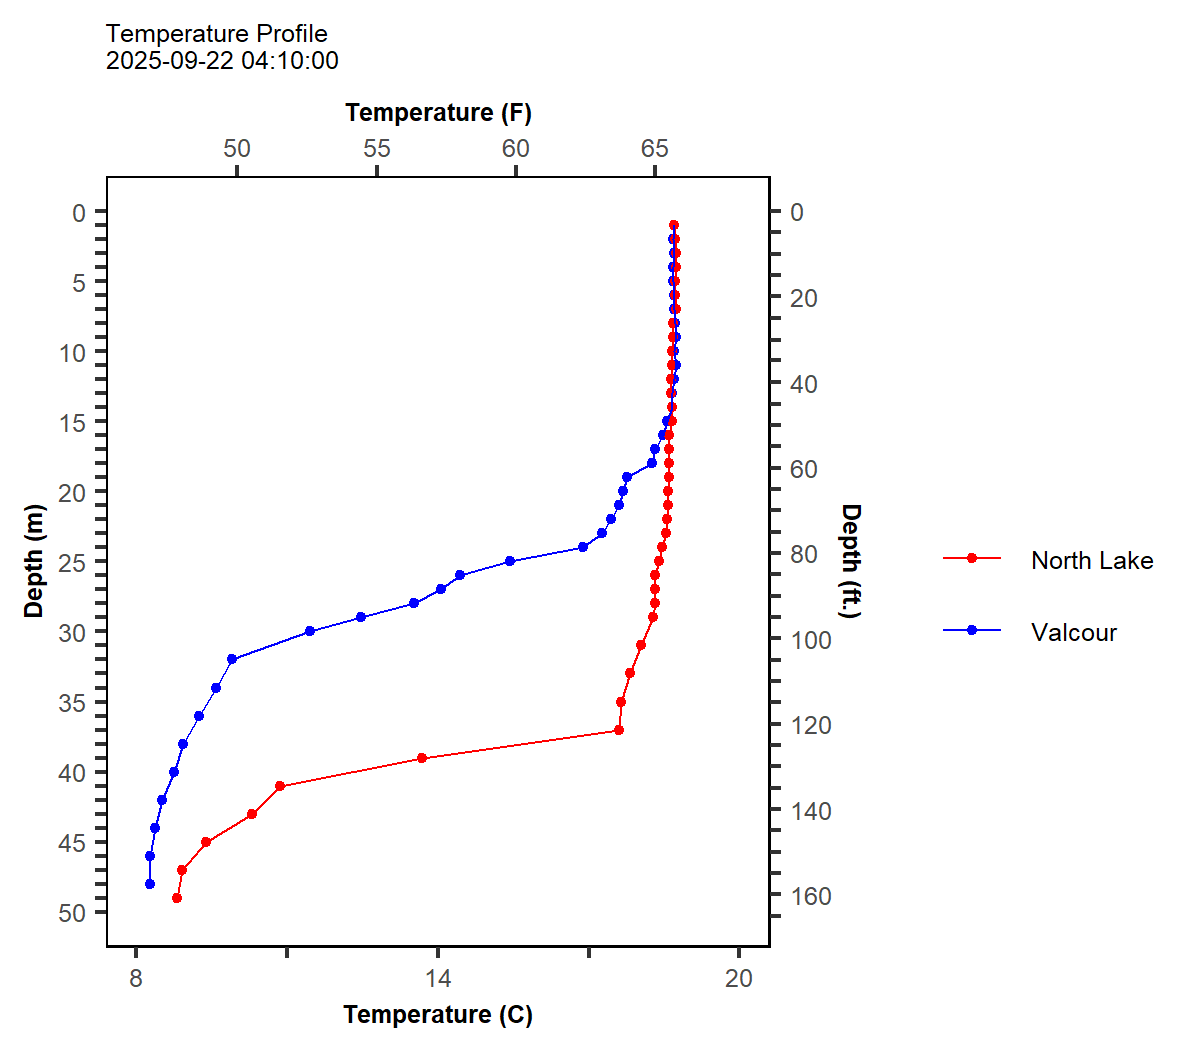 Temperature Profile
2025-09-22 04:10:00
Temperature (F)
50 55 60 65
0 0
5
20
10
40
15
60
20
80
25
100
30
35
120
40
140
45
160
50
Depth (m)
Depth (ft.)
North Lake
Valcour
8 14 20
Temperature (C)